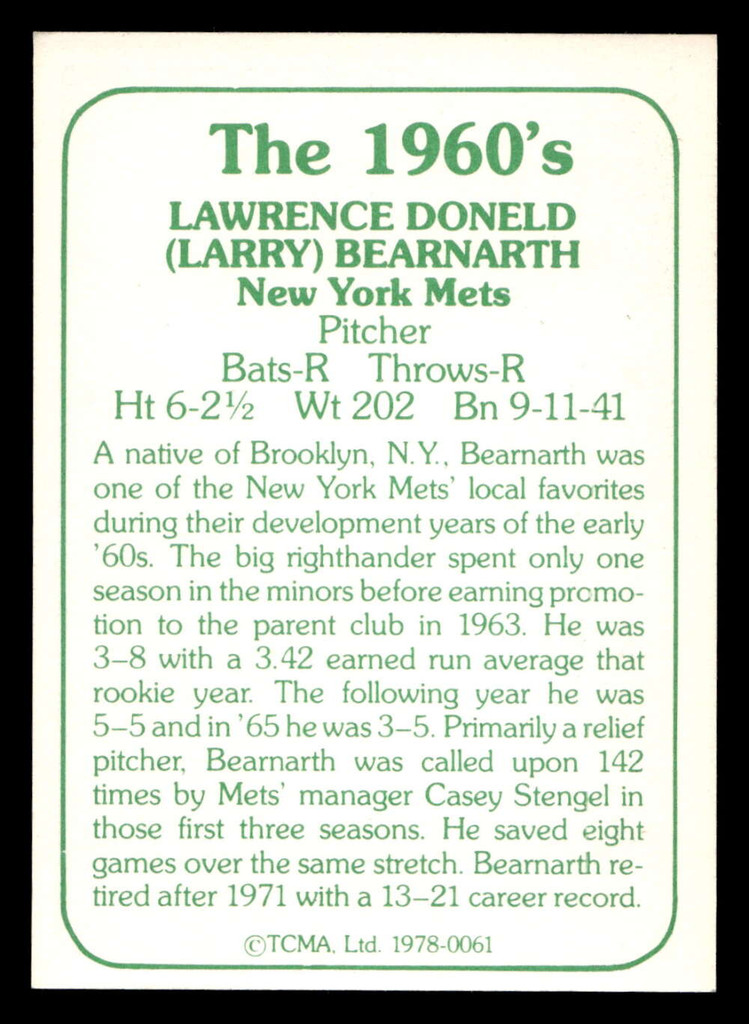 The 1960's
LAWRENCE DONELD
(LARRY) BEARNARTH
New York Mets
Pitcher
Bats-R Throws-R
Ht 6-2½ Wt 202 Bn 9-11-41
A native of Brooklyn, N.Y., Bearnarth was
one of the New York Mets' local favorites
during their development years of the early
'60s. The big righthander spent only one
season in the minors before earning promo-
tion to the parent club in 1963. He was
3–8 with a 3.42 earned run average that
rookie year. The following year he was
5–5 and in '65 he was 3–5. Primarily a relief
pitcher, Bearnarth was called upon 142
times by Mets' manager Casey Stengel in
those first three seasons. He saved eight
games over the same stretch. Bearnarth re-
tired after 1971 with a 13–21 career record.
©TCMA, Ltd. 1978-0061